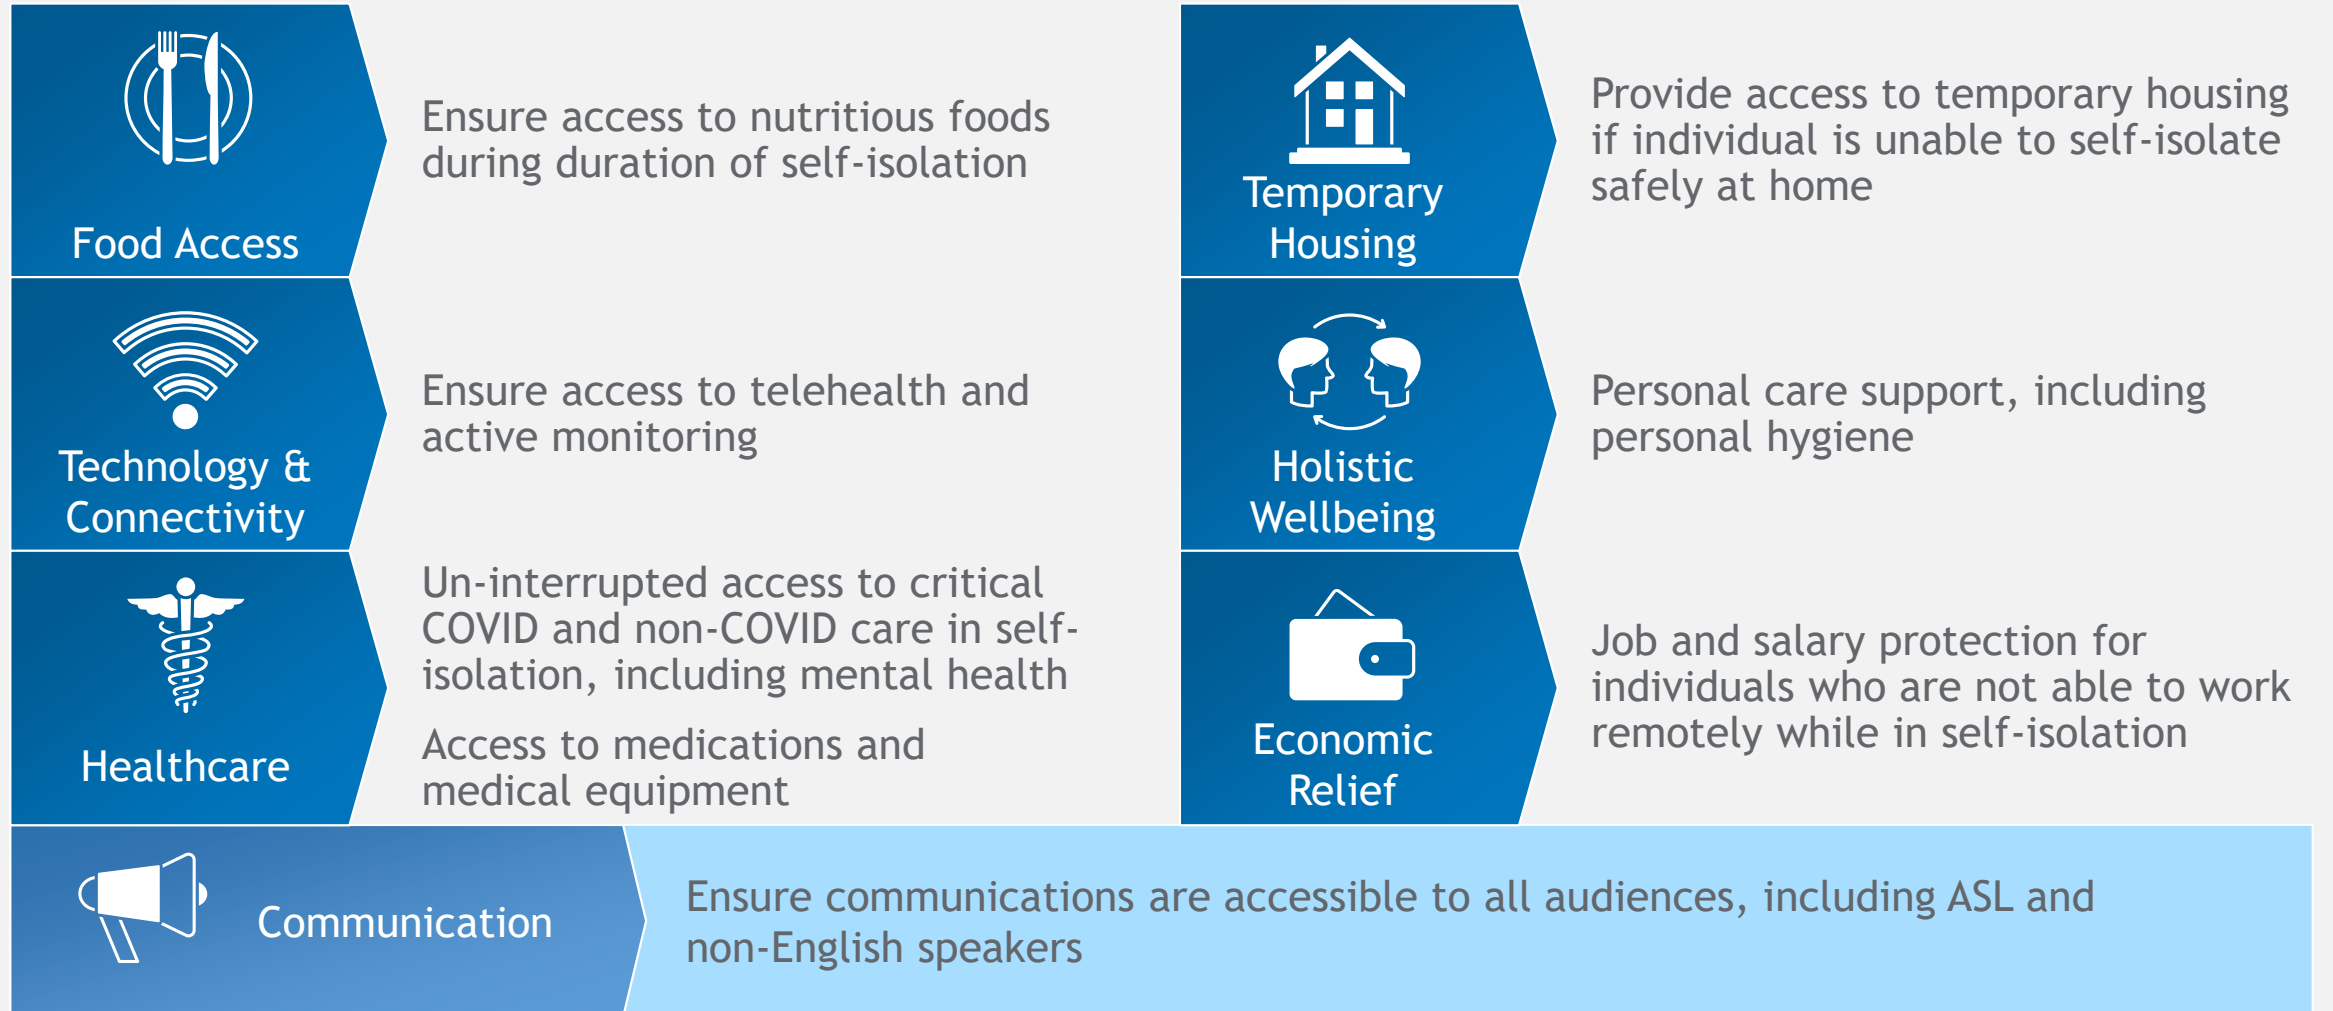 Food Access
Ensure access to nutritious foods
during duration of self-isolation
Temporary
Housing
Provide access to temporary housing
if individual is unable to self-isolate
safely at home
Technology &
Connectivity
Ensure access to telehealth and
active monitoring
Holistic
Wellbeing
Personal care support, including
personal hygiene
Healthcare
Un-interrupted access to critical
COVID and non-COVID care in self-
isolation, including mental health
Access to medications and
medical equipment
Economic
Relief
Job and salary protection for
individuals who are not able to work
remotely while in self-isolation
Communication
Ensure communications are accessible to all audiences, including ASL and
non-English speakers